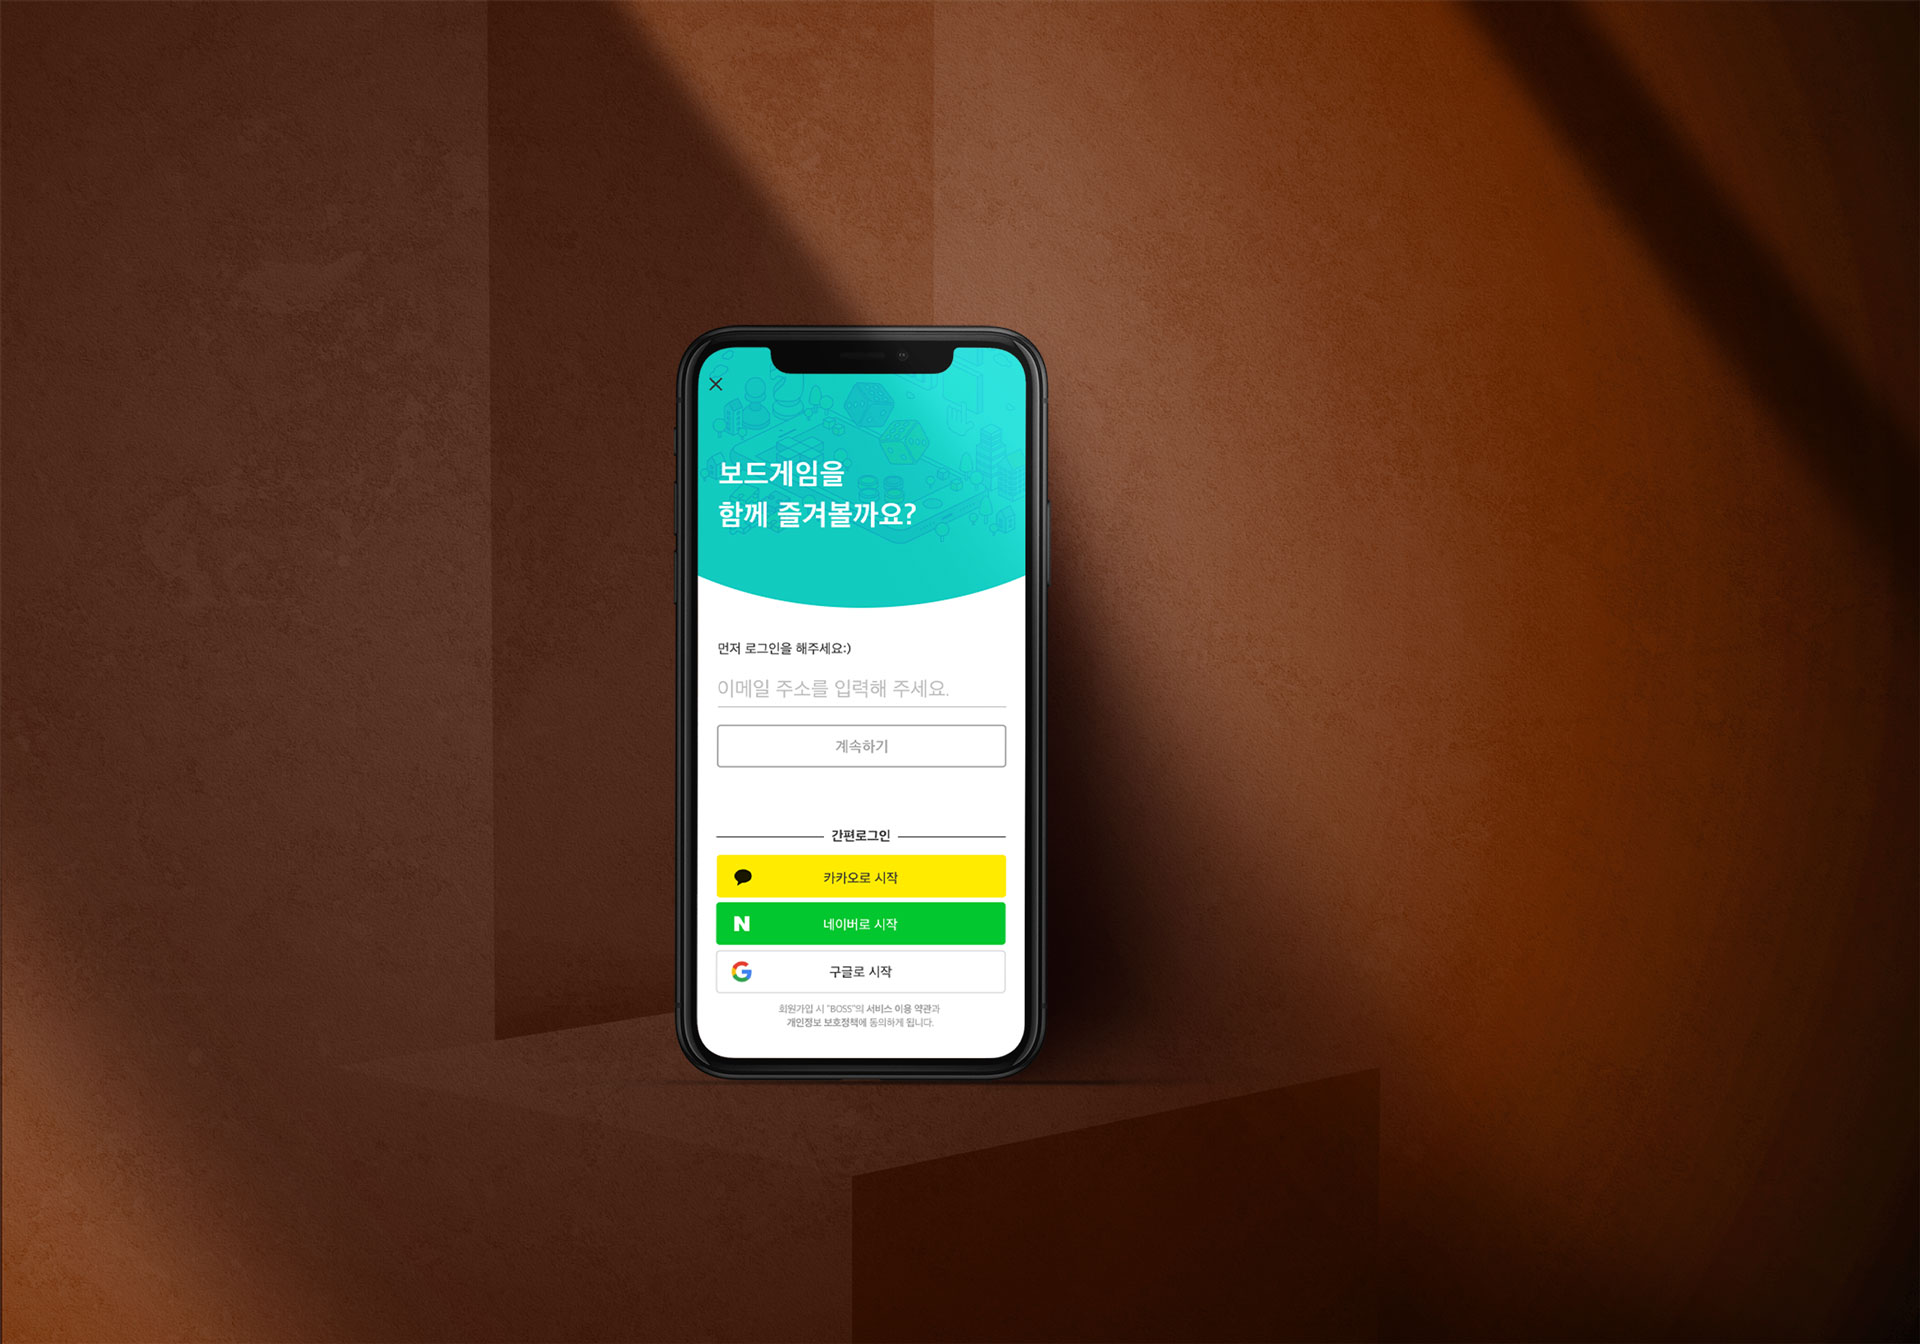 보드게임을
함께 즐겨볼까요?
먼저 로그인을 해주세요:)
이메일 주소를 입력해 주세요.
계속하기
간편로그인
카카오로 시작
N 네이버로 시작
G 구글로 시작
회원가입 시 "BOSS"의 서비스 이용 약관과
개인정보 보호정책에 동의하게 됩니다.